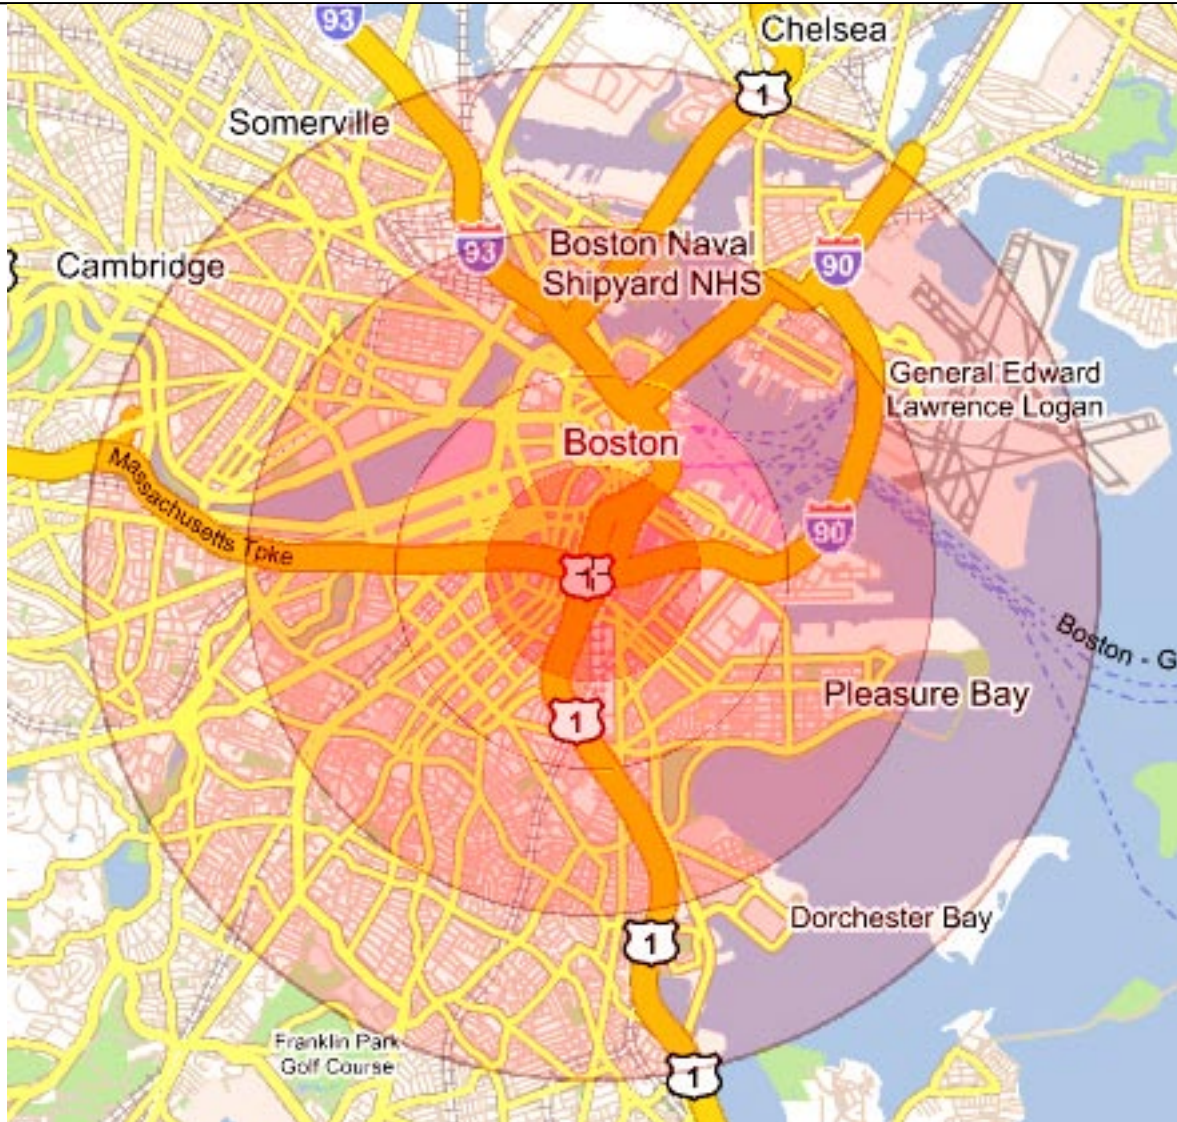 93
Chelsea
1
Somerville
93
Boston Naval
Shipyard NHS
90
Cambridge
General Edward
Lawrence Logan
Boston
Massachusetts Tpke
90
1
Boston - G
Pleasure Bay
1
Dorchester Bay
1
Franklin Park
Golf Course
1